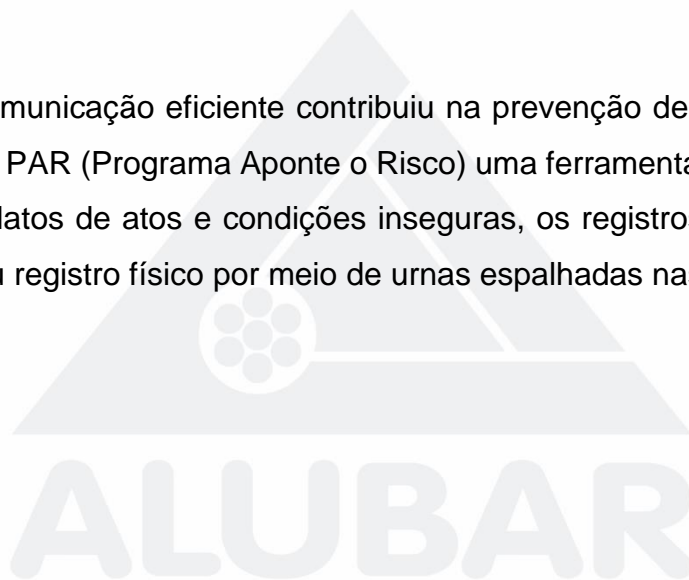 municação eficiente contribuiu na prevenção de
PAR (Programa Aponte o Risco) uma ferramenta
latos de atos e condições inseguras, os registros
registro físico por meio de urnas espalhadas nas
ALUBAR